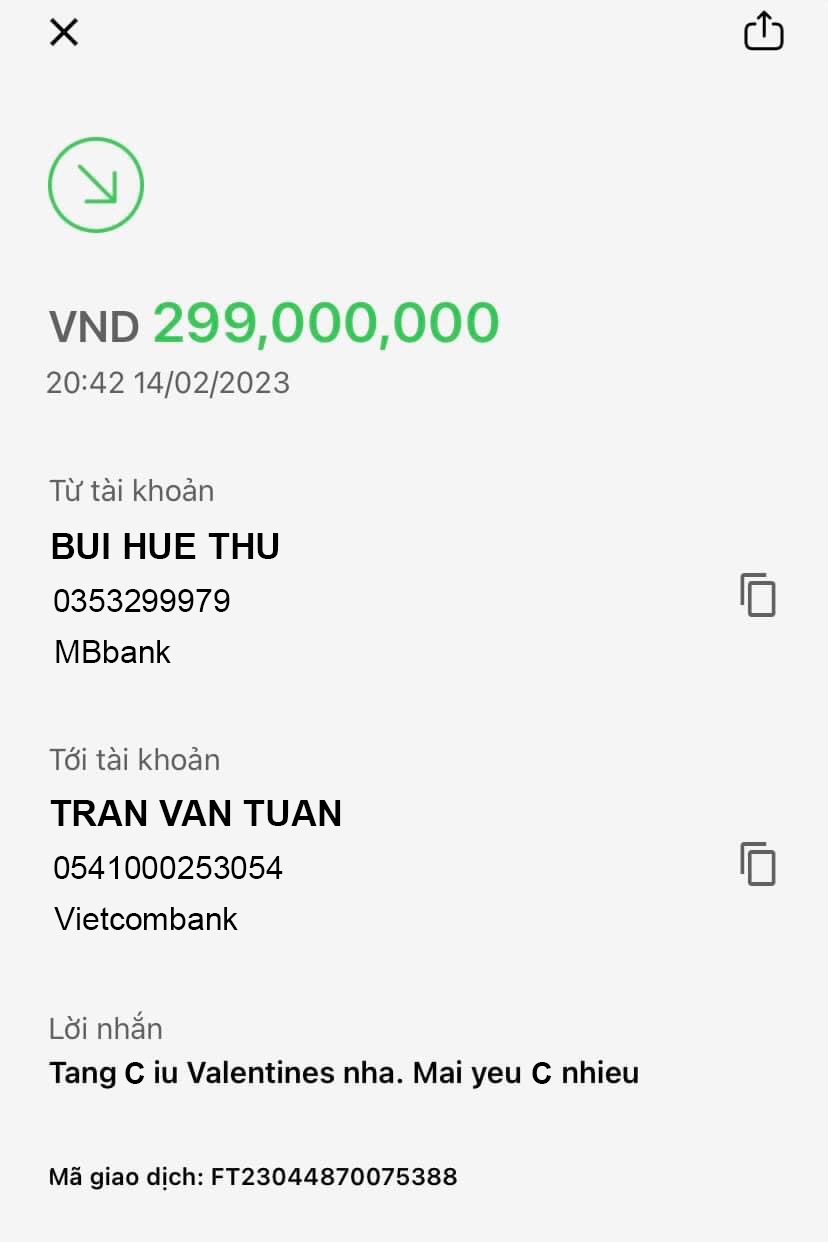 VND 299,000,000
20:42 14/02/2023
Từ tài khoản
BUI HUE THU
0353299979
MBbank
Tới tài khoản
TRAN VAN TUAN
0541000253054
Vietcombank
Lời nhắn
Tang C iu Valentines nha. Mai yeu C nhieu
Mã giao dịch: FT23044870075388